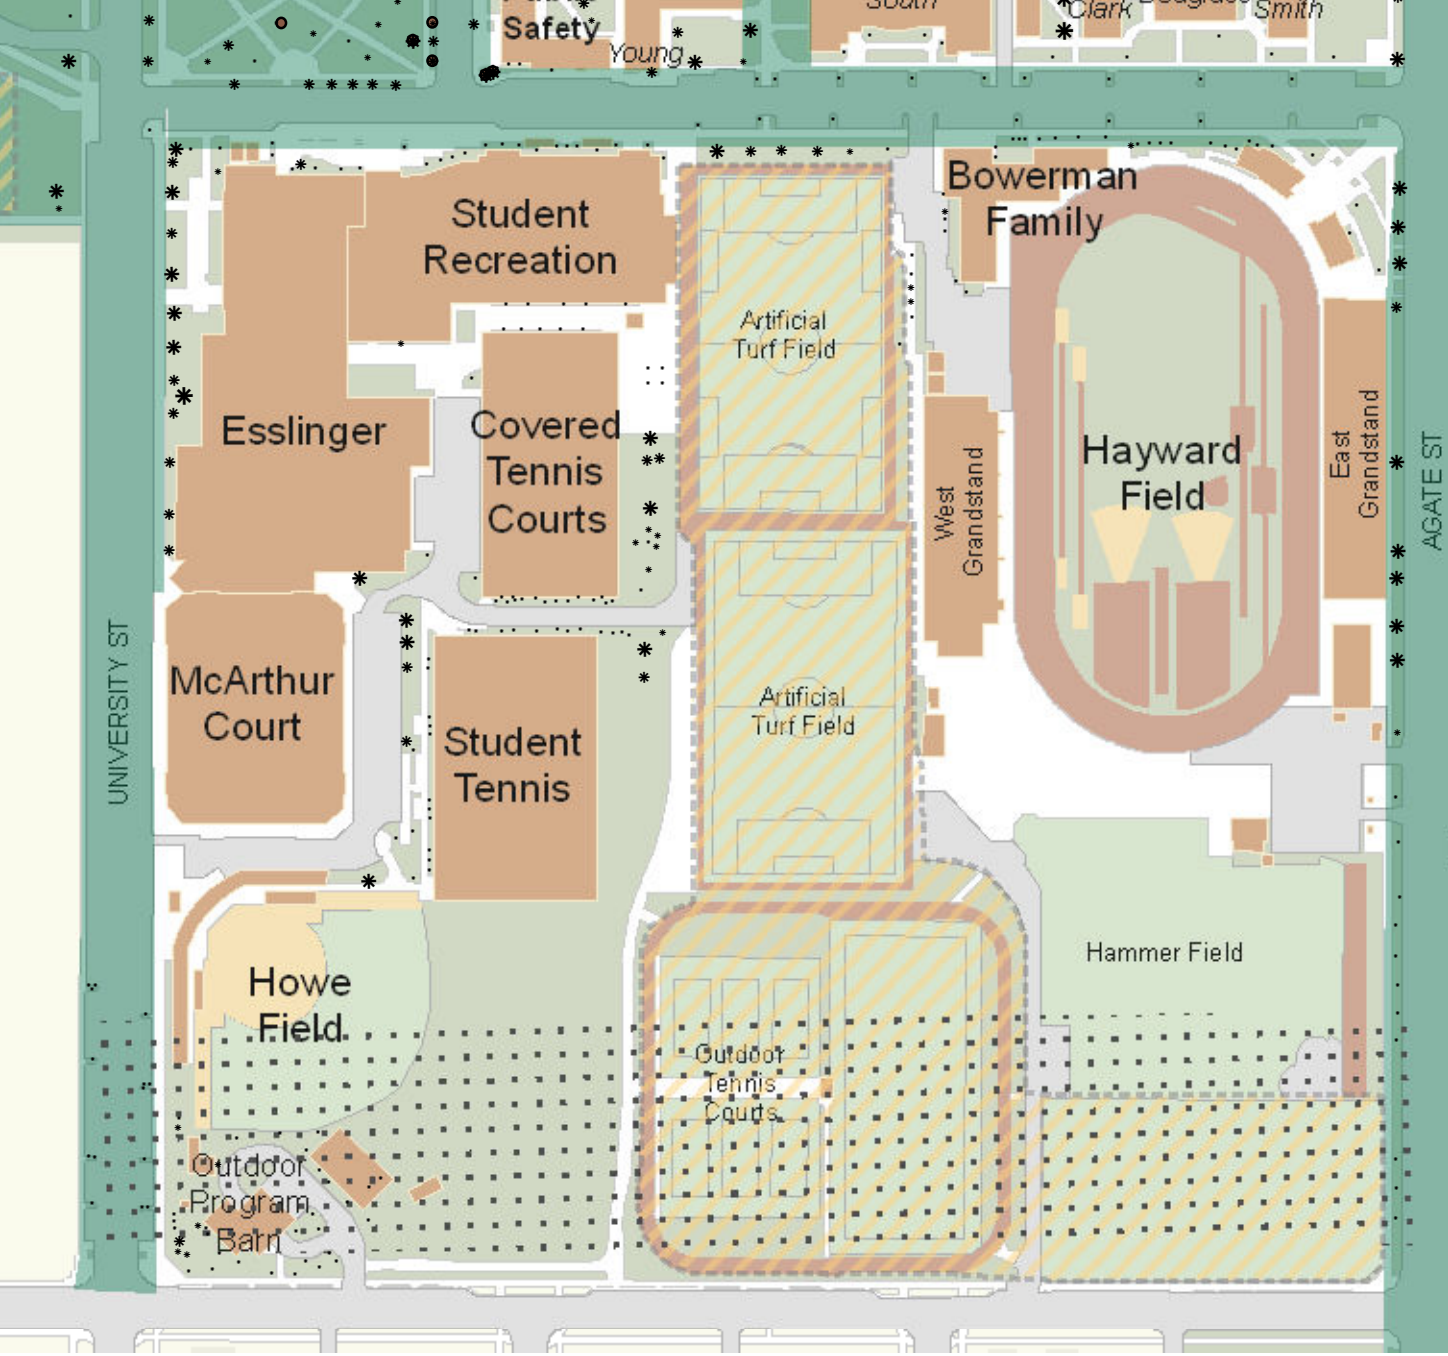 South
Clark
Smith
Safety
Young
Bowerman
Family
Student
Recreation
Artificial
Turf Field
Esslinger
Covered
Tennis
Courts
West
Grandstand
Hayward
Field
East
Grandstand
AGATE ST
UNIVERSITY ST
McArthur
Court
Student
Tennis
Artificial
Turf Field
Hammer Field
Howe
Field
Outdoor
Tennis
Courts
Outdoor
Program
Barn